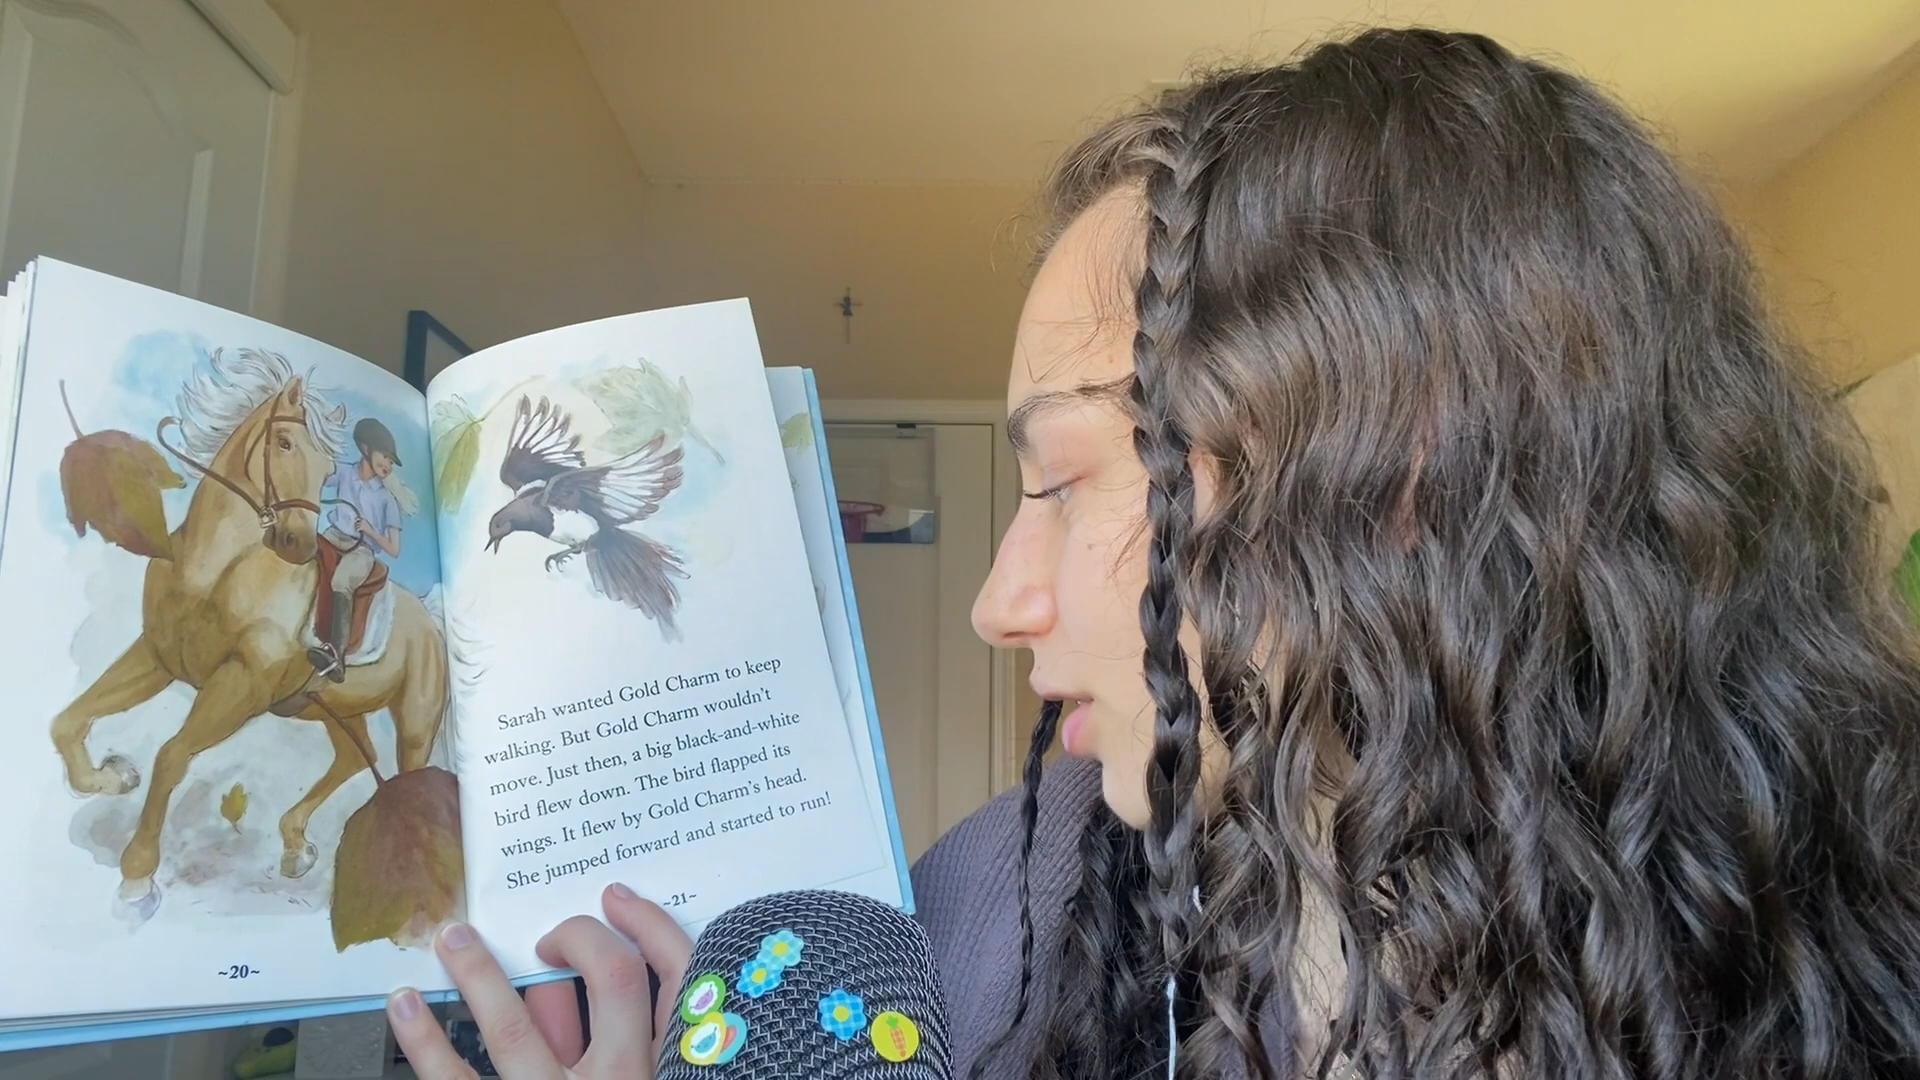 ~20~
Sarah wanted Gold Charm to keep
walking. But Gold Charm wouldn't
move. Just then, a big black-and-white
bird flew down. The bird flapped its
wings. It flew by Gold Charm's head.
She jumped forward and started to run!
~21~